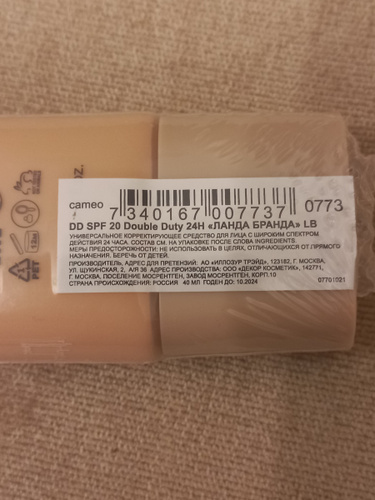 oz.
12M
PET
cameo
7 340167 007737
0773
DD SPF 20 Double Duty 24H «ЛАНДА БРАНДА» LB
УНИВЕРСАЛЬНОЕ КОРРЕКТИРУЮЩЕЕ СРЕДСТВО ДЛЯ ЛИЦА С ШИРОКИМ СПЕКТРОМ
ДЕЙСТВИЯ 24 ЧАСА. СОСТАВ СМ. НА УПАКОВКЕ ПОСЛЕ СЛОВА INGREDIENTS.
МЕРЫ ПРЕДОСТОРОЖНОСТИ: НЕ ИСПОЛЬЗОВАТЬ В ЦЕЛЯХ, ОТЛИЧАЮЩИХСЯ ОТ ПРЯМОГО
НАЗНАЧЕНИЯ. БЕРЕЧЬ ОТ ДЕТЕЙ.
ПРОИЗВОДИТЕЛЬ, АДРЕС ДЛЯ ПРЕТЕНЗИЙ: АО «ИЛЛОЗУР ТРЭЙД», 123182, Г. МОСКВА,
УЛ. ЩУКИНСКАЯ, 2, А/Я 36 АДРЕС ПРОИЗВОДСТВА: ООО «ДЕКОР КОСМЕТИК», 142771,
Г. МОСКВА, ПОСЕЛЕНИЕ МОСРЕНТГЕН, ЗАВОД МОСРЕНТГЕН, КОРП.10
СТРАНА ПРОИСХОЖДЕНИЯ: РОССИЯ 40 МЛ ГОДЕН ДО 10.2024
07701021